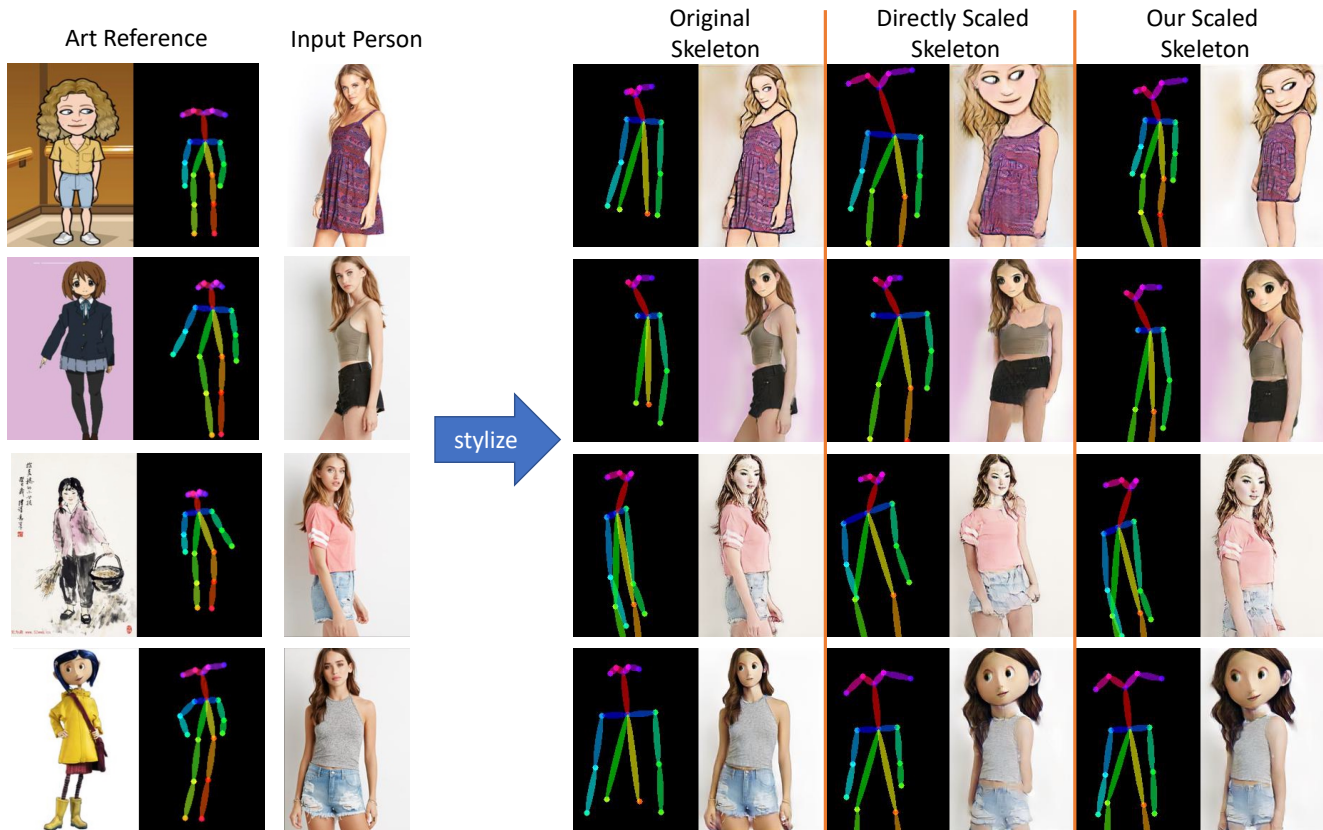 Art Reference
Input Person
Original
Skeleton
Directly Scaled
Skeleton
Our Scaled
Skeleton
stylize